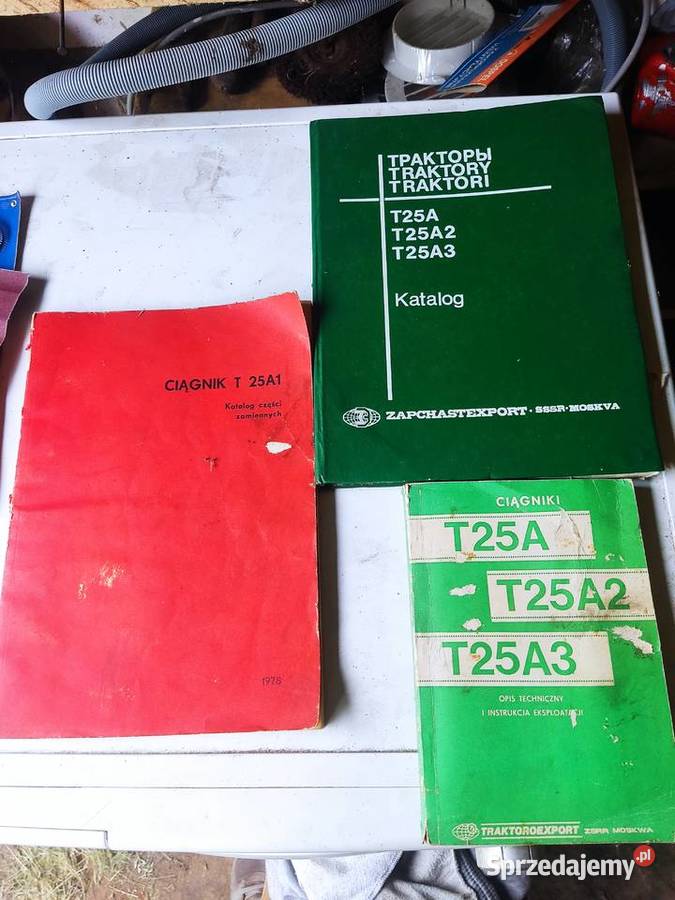 ТРАКТОРЫ
TRAKTORY
TRAKTORI
T25A
T25A2
T25A3
Katalog
ZAPCHASTEXPORT · SSSR · MOSKVA
CIĄGNIK T 25A1
Katalog części
zamiennych
1978
CIĄGNIKI
T25A
T25A2
T25A3
OPIS TECHNICZNY
I INSTRUKCJA EKSPLOATACJI
TRAKTOROEXPORT ZSRR MOSKWA
Sprzedajemy.pl